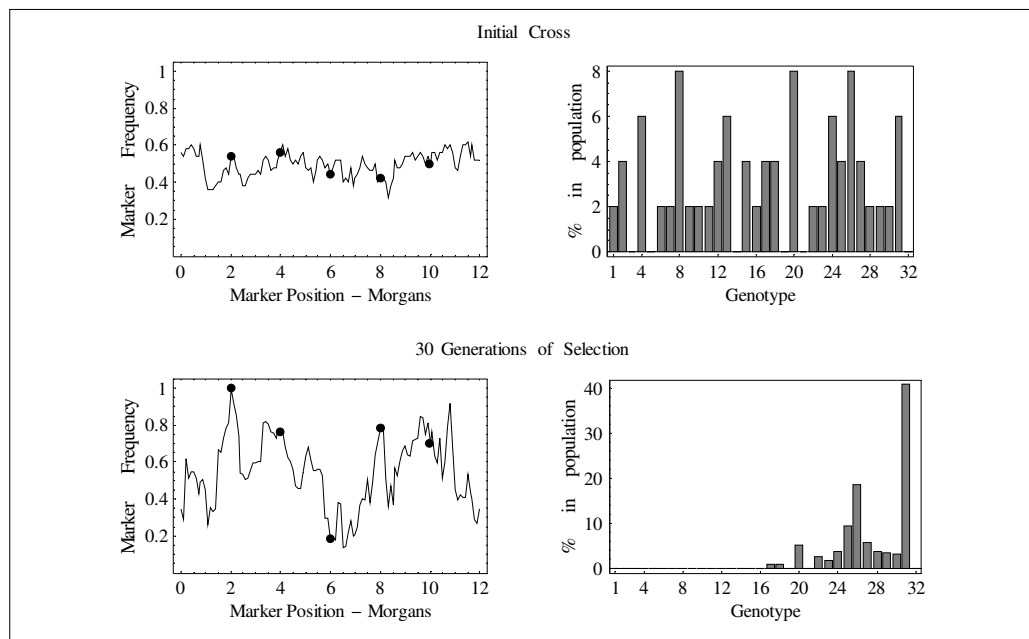 Initial Cross
Marker Frequency
1
0.8
0.6
0.4
0.2
0 2 4 6 8 10 12
Marker Position – Morgans
% in population
8
6
4
2
0
1 4 8 12 16 20 24 28 32
Genotype
30 Generations of Selection
Marker Frequency
1
0.8
0.6
0.4
0.2
0 2 4 6 8 10 12
Marker Position – Morgans
% in population
40
30
20
10
0
1 4 8 12 16 20 24 28 32
Genotype